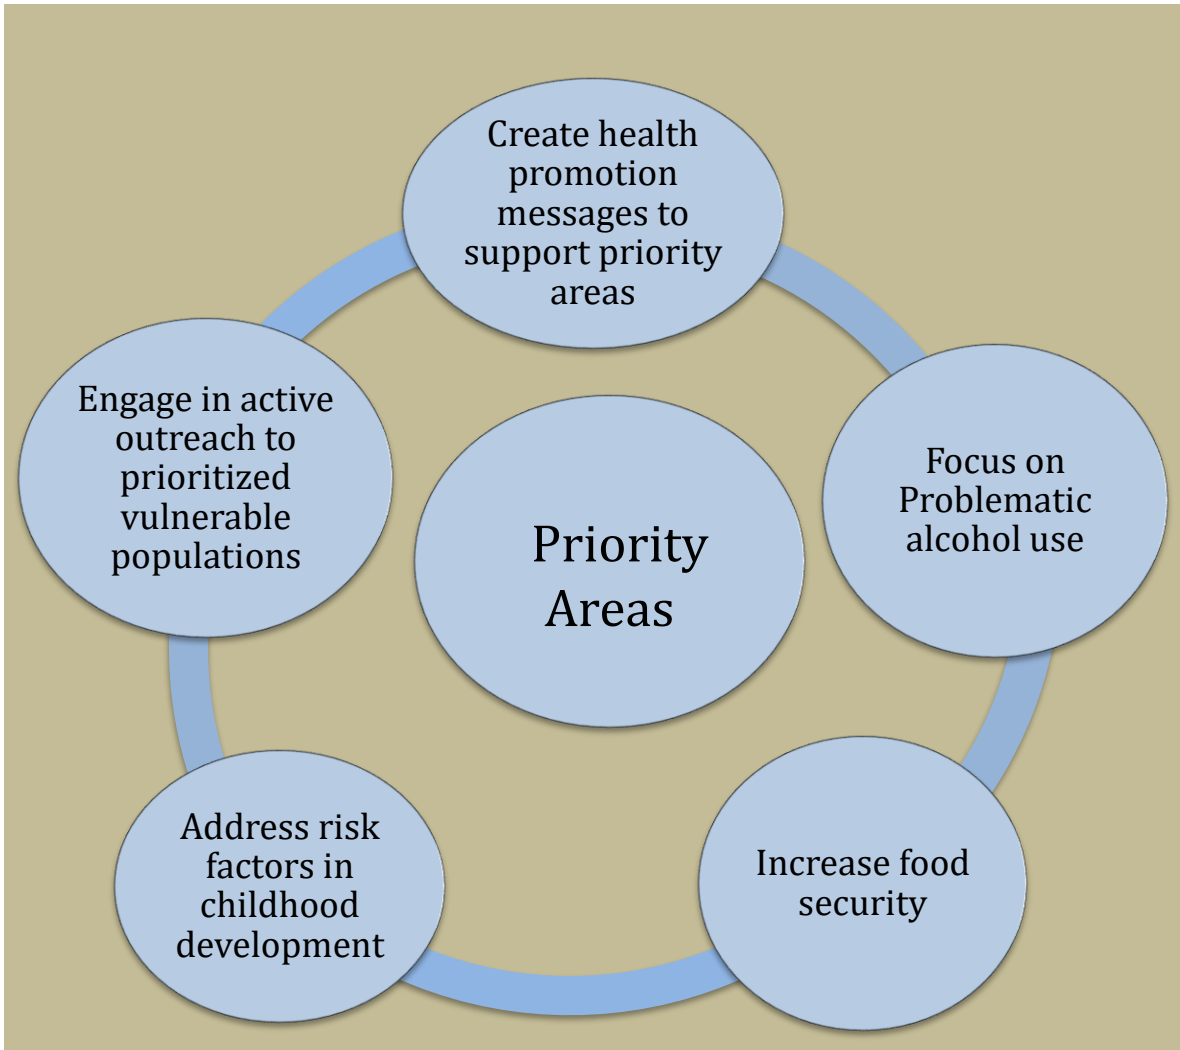 Create health
promotion
messages to
support priority
areas
Engage in active
outreach to
prioritized
vulnerable
populations
Focus on
Problematic
alcohol use
Priority
Areas
Address risk
factors in
childhood
development
Increase food
security